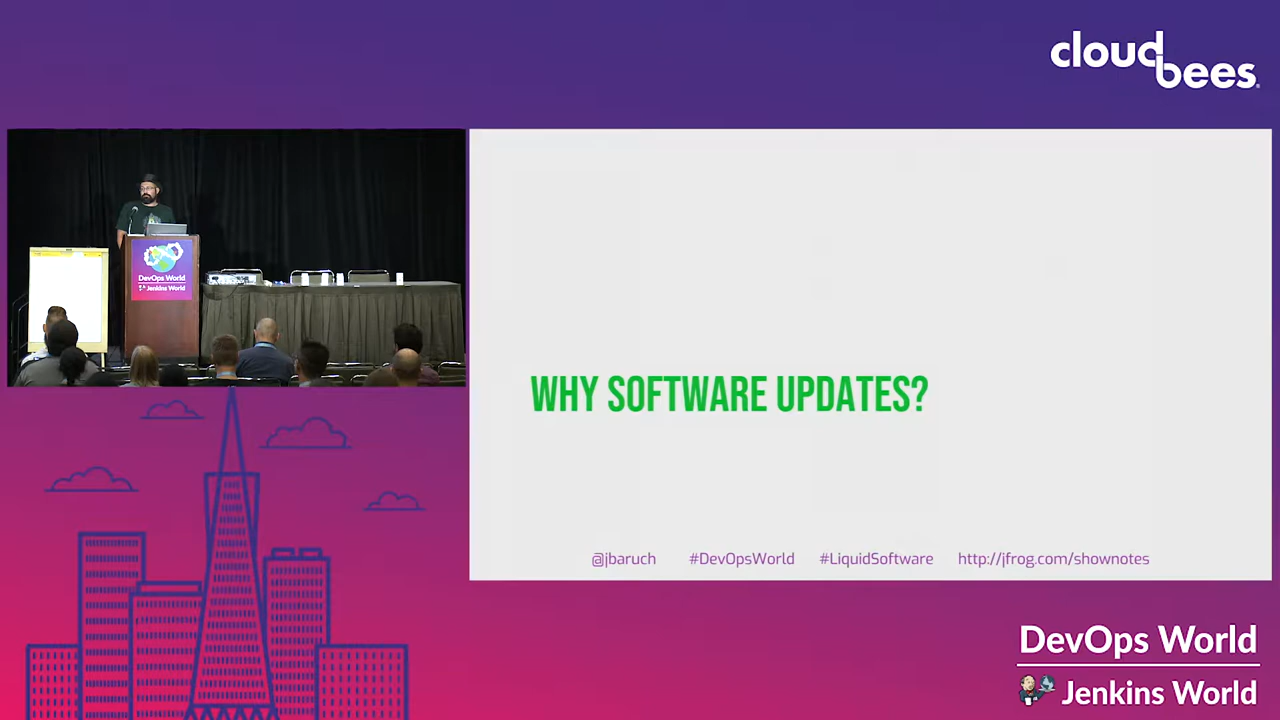 cloudbees
DevOps World
Jenkins World
WHY SOFTWARE UPDATES?
@jbaruch #DevOpsWorld #LiquidSoftware http://jfrog.com/shownotes
DevOps World
Jenkins World